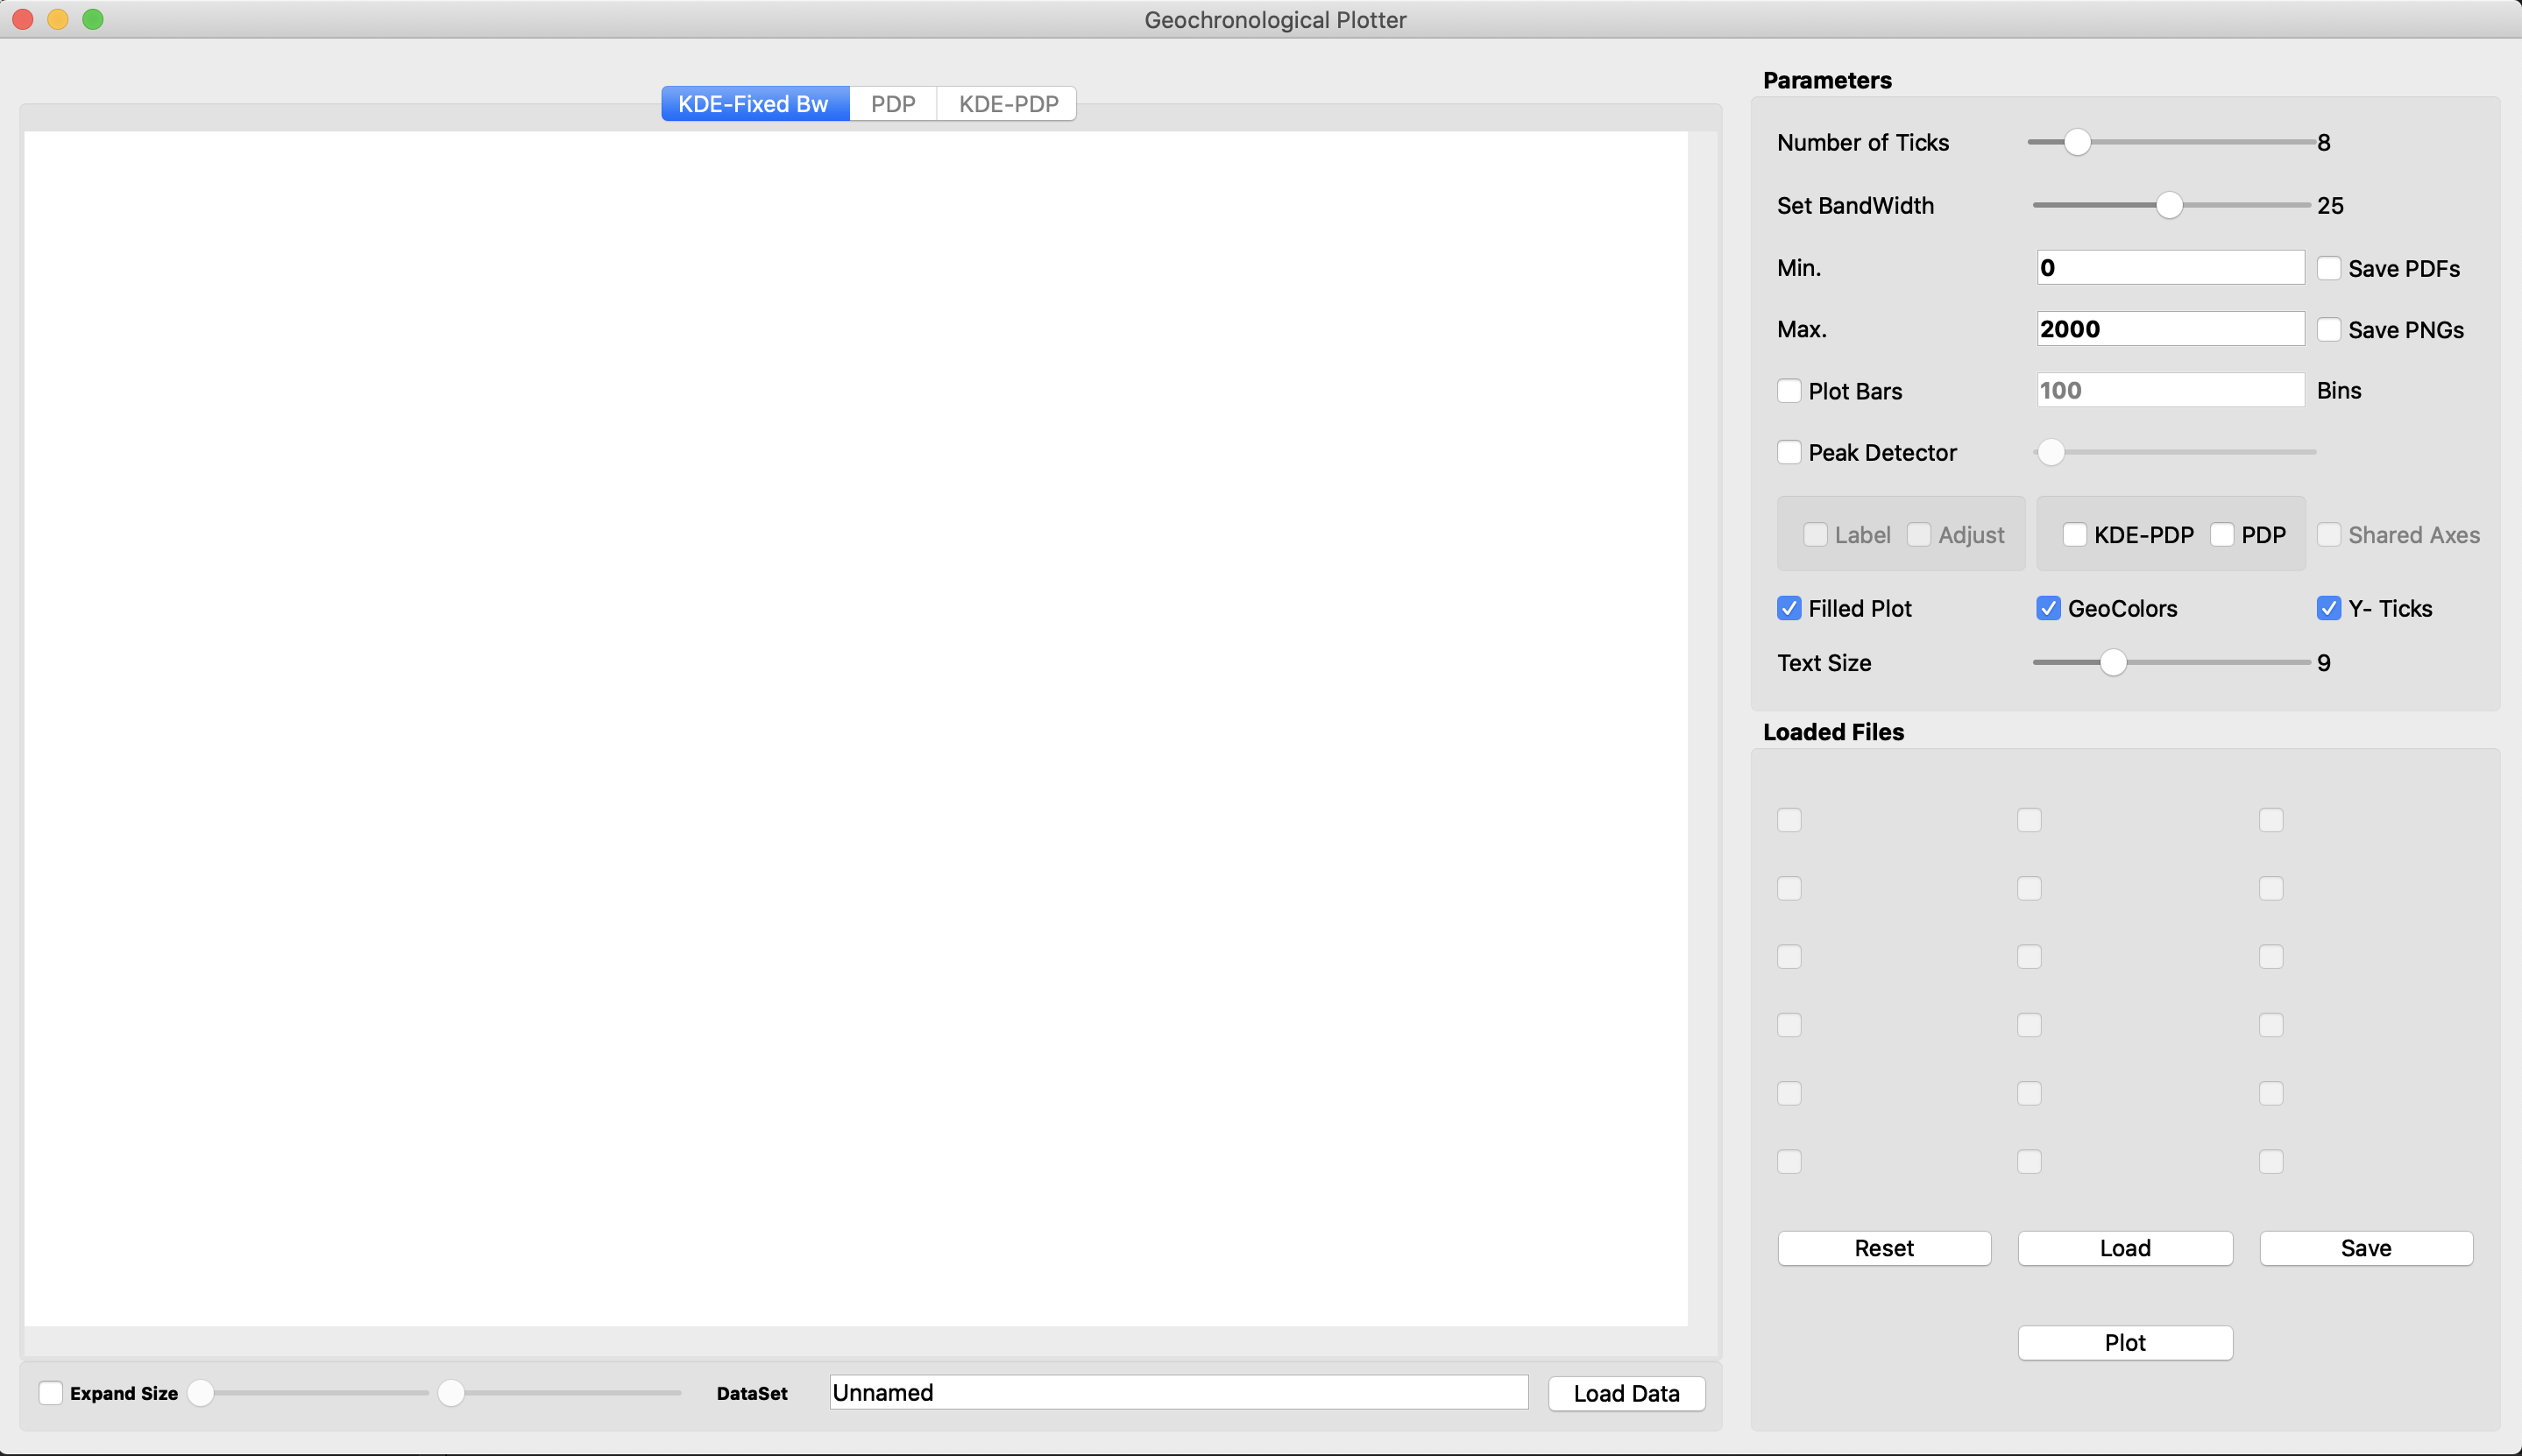 Geochronological Plotter
KDE-Fixed Bw PDP KDE-PDP
Parameters
Number of Ticks 8
Set BandWidth 25
Min. 0 Save PDFs
Max. 2000 Save PNGs
Plot Bars 100 Bins
Peak Detector
Label Adjust KDE-PDP PDP Shared Axes
Filled Plot GeoColors Y- Ticks
Text Size 9
Loaded Files
Reset Load Save
Plot
Expand Size DataSet Unnamed Load Data